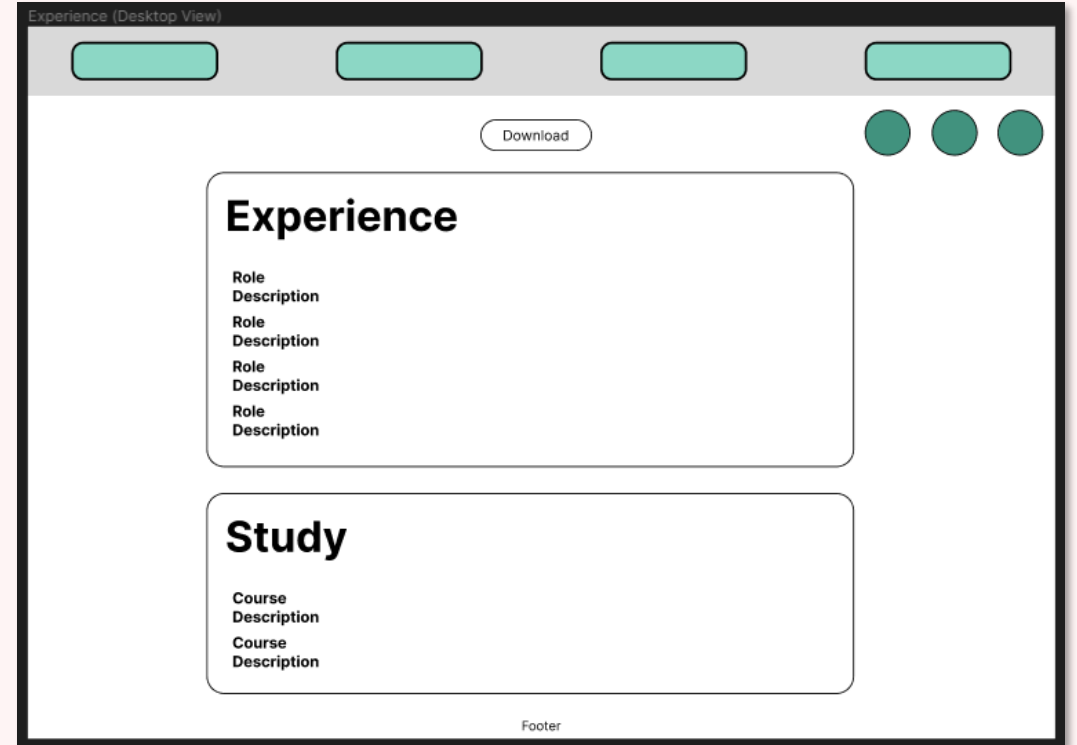 Experience (Desktop View)
Download
Experience
Role
Description
Role
Description
Role
Description
Role
Description
Study
Course
Description
Course
Description
Footer